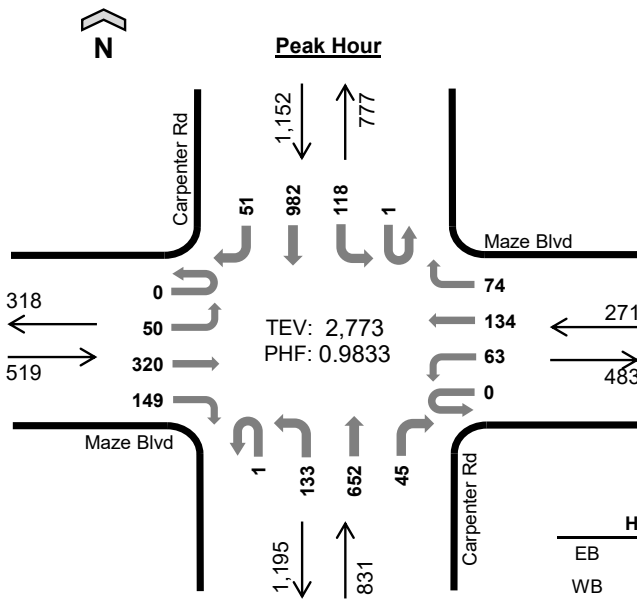 N
Peak Hour
1,152
777
Carpenter Rd
51
982
118
1
Maze Blvd
0
50
320
149
318
519
TEV: 2,773
PHF: 0.9833
74
134
63
0
271
483
Maze Blvd
1
133
652
45
Carpenter Rd
1,195
831
H
EB
WB